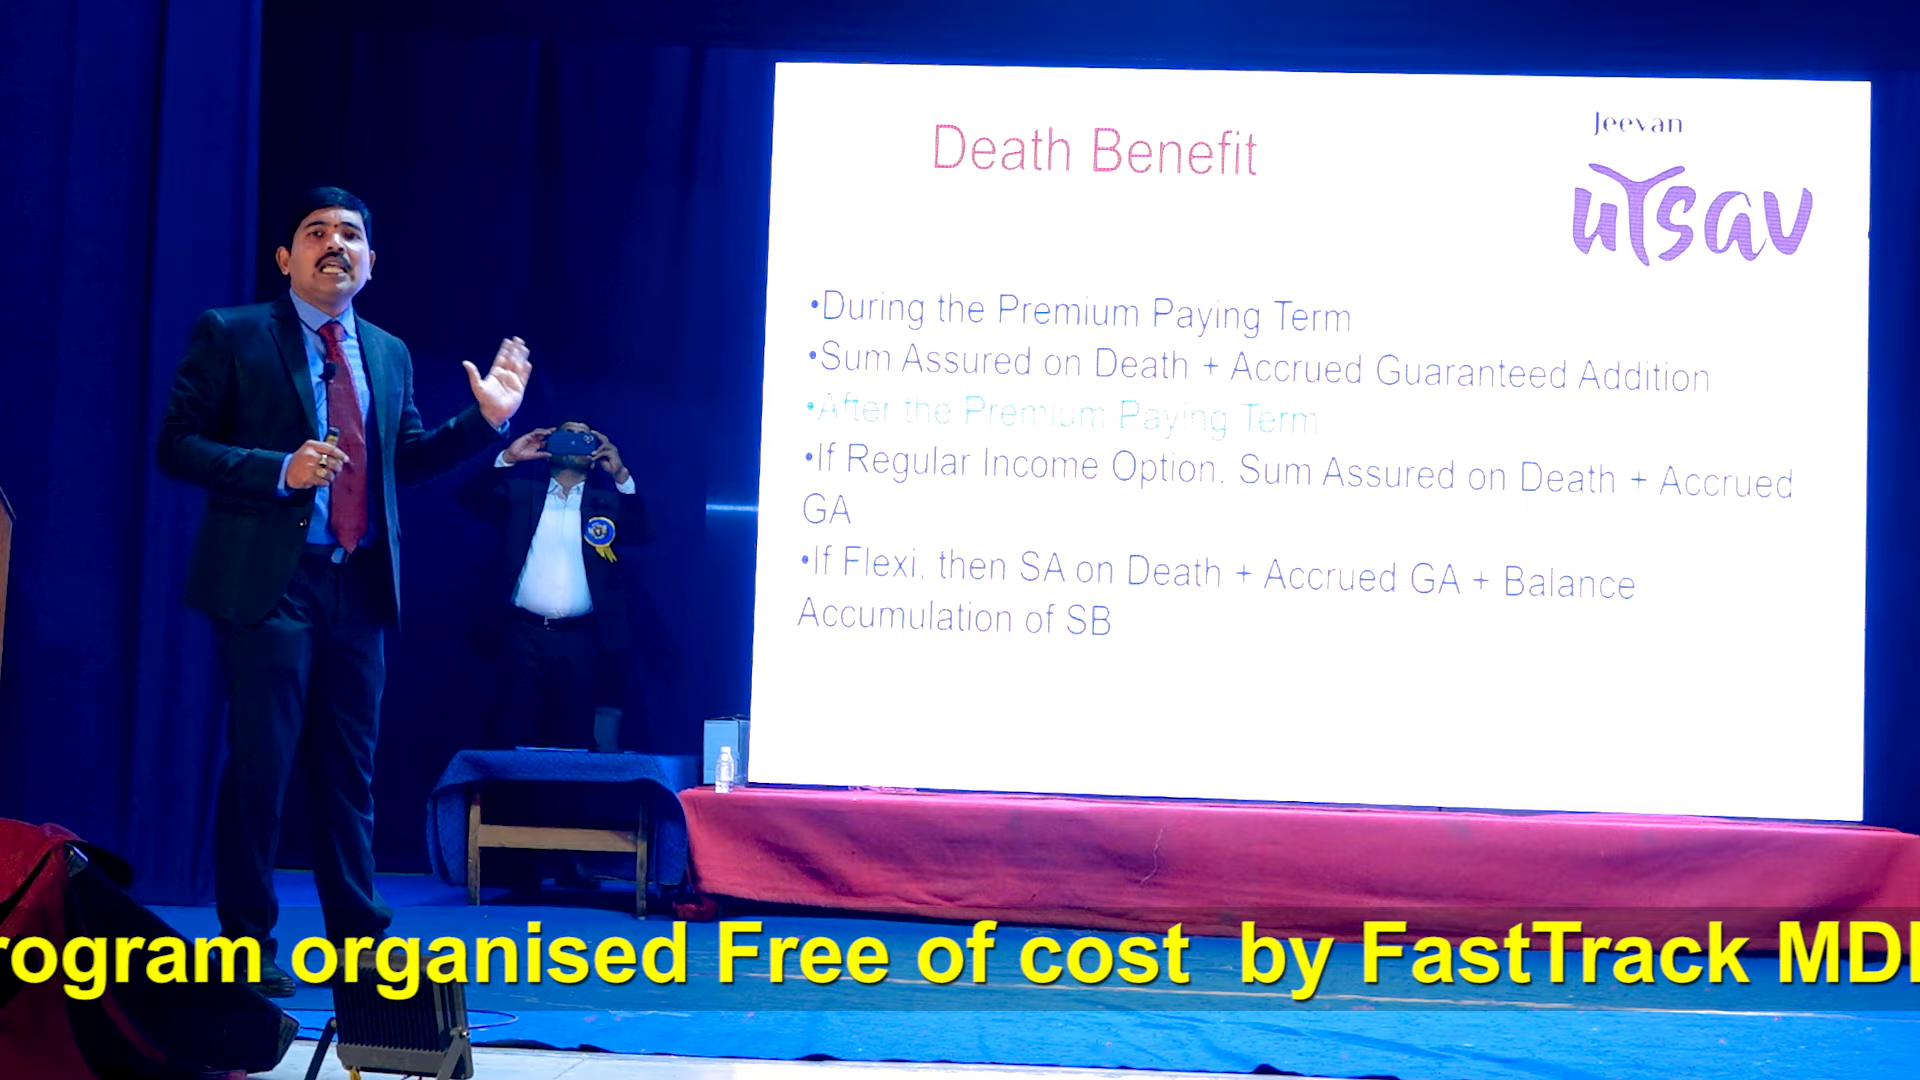 Death Benefit
Jeevan
uTsav
•During the Premium Paying Term
•Sum Assured on Death + Accrued Guaranteed Addition
•After the Premium Paying Term
•If Regular Income Option. Sum Assured on Death + Accrued
GA
•If Flexi, then SA on Death + Accrued GA + Balance
Accumulation of SB
rogram organised Free of cost by FastTrack